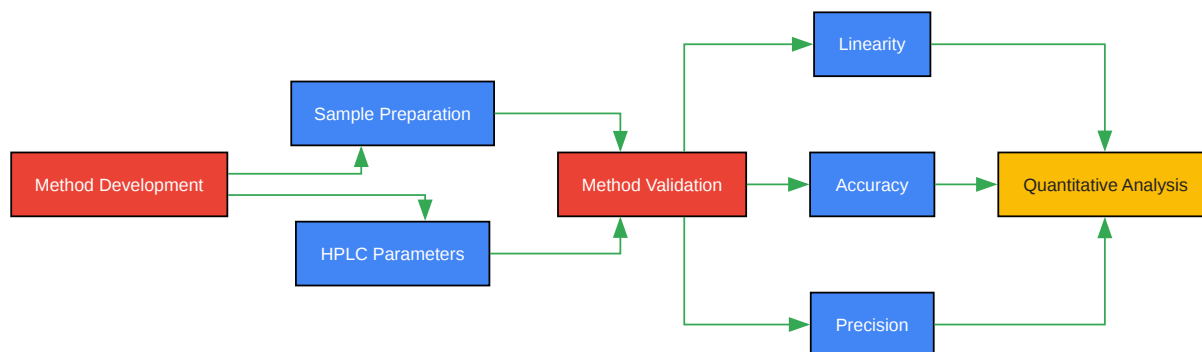 Linearity
Sample Preparation
Method Development
Method Validation
Accuracy
Quantitative Analysis
HPLC Parameters
Precision